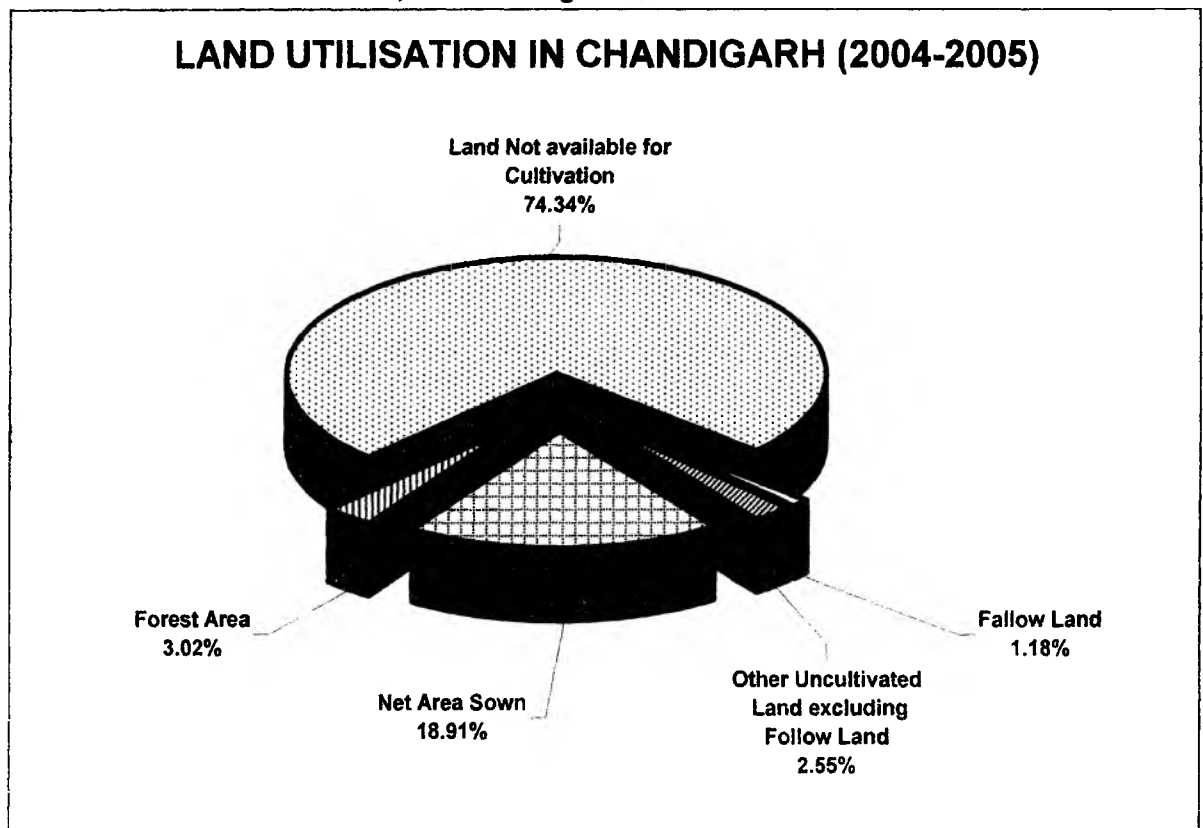 LAND UTILISATION IN CHANDIGARH (2004-2005)
Land Not available for
Cultivation
74.34%
Forest Area
3.02%
Net Area Sown
18.91%
Other Uncultivated
Land excluding
Follow Land
2.55%
Fallow Land
1.18%